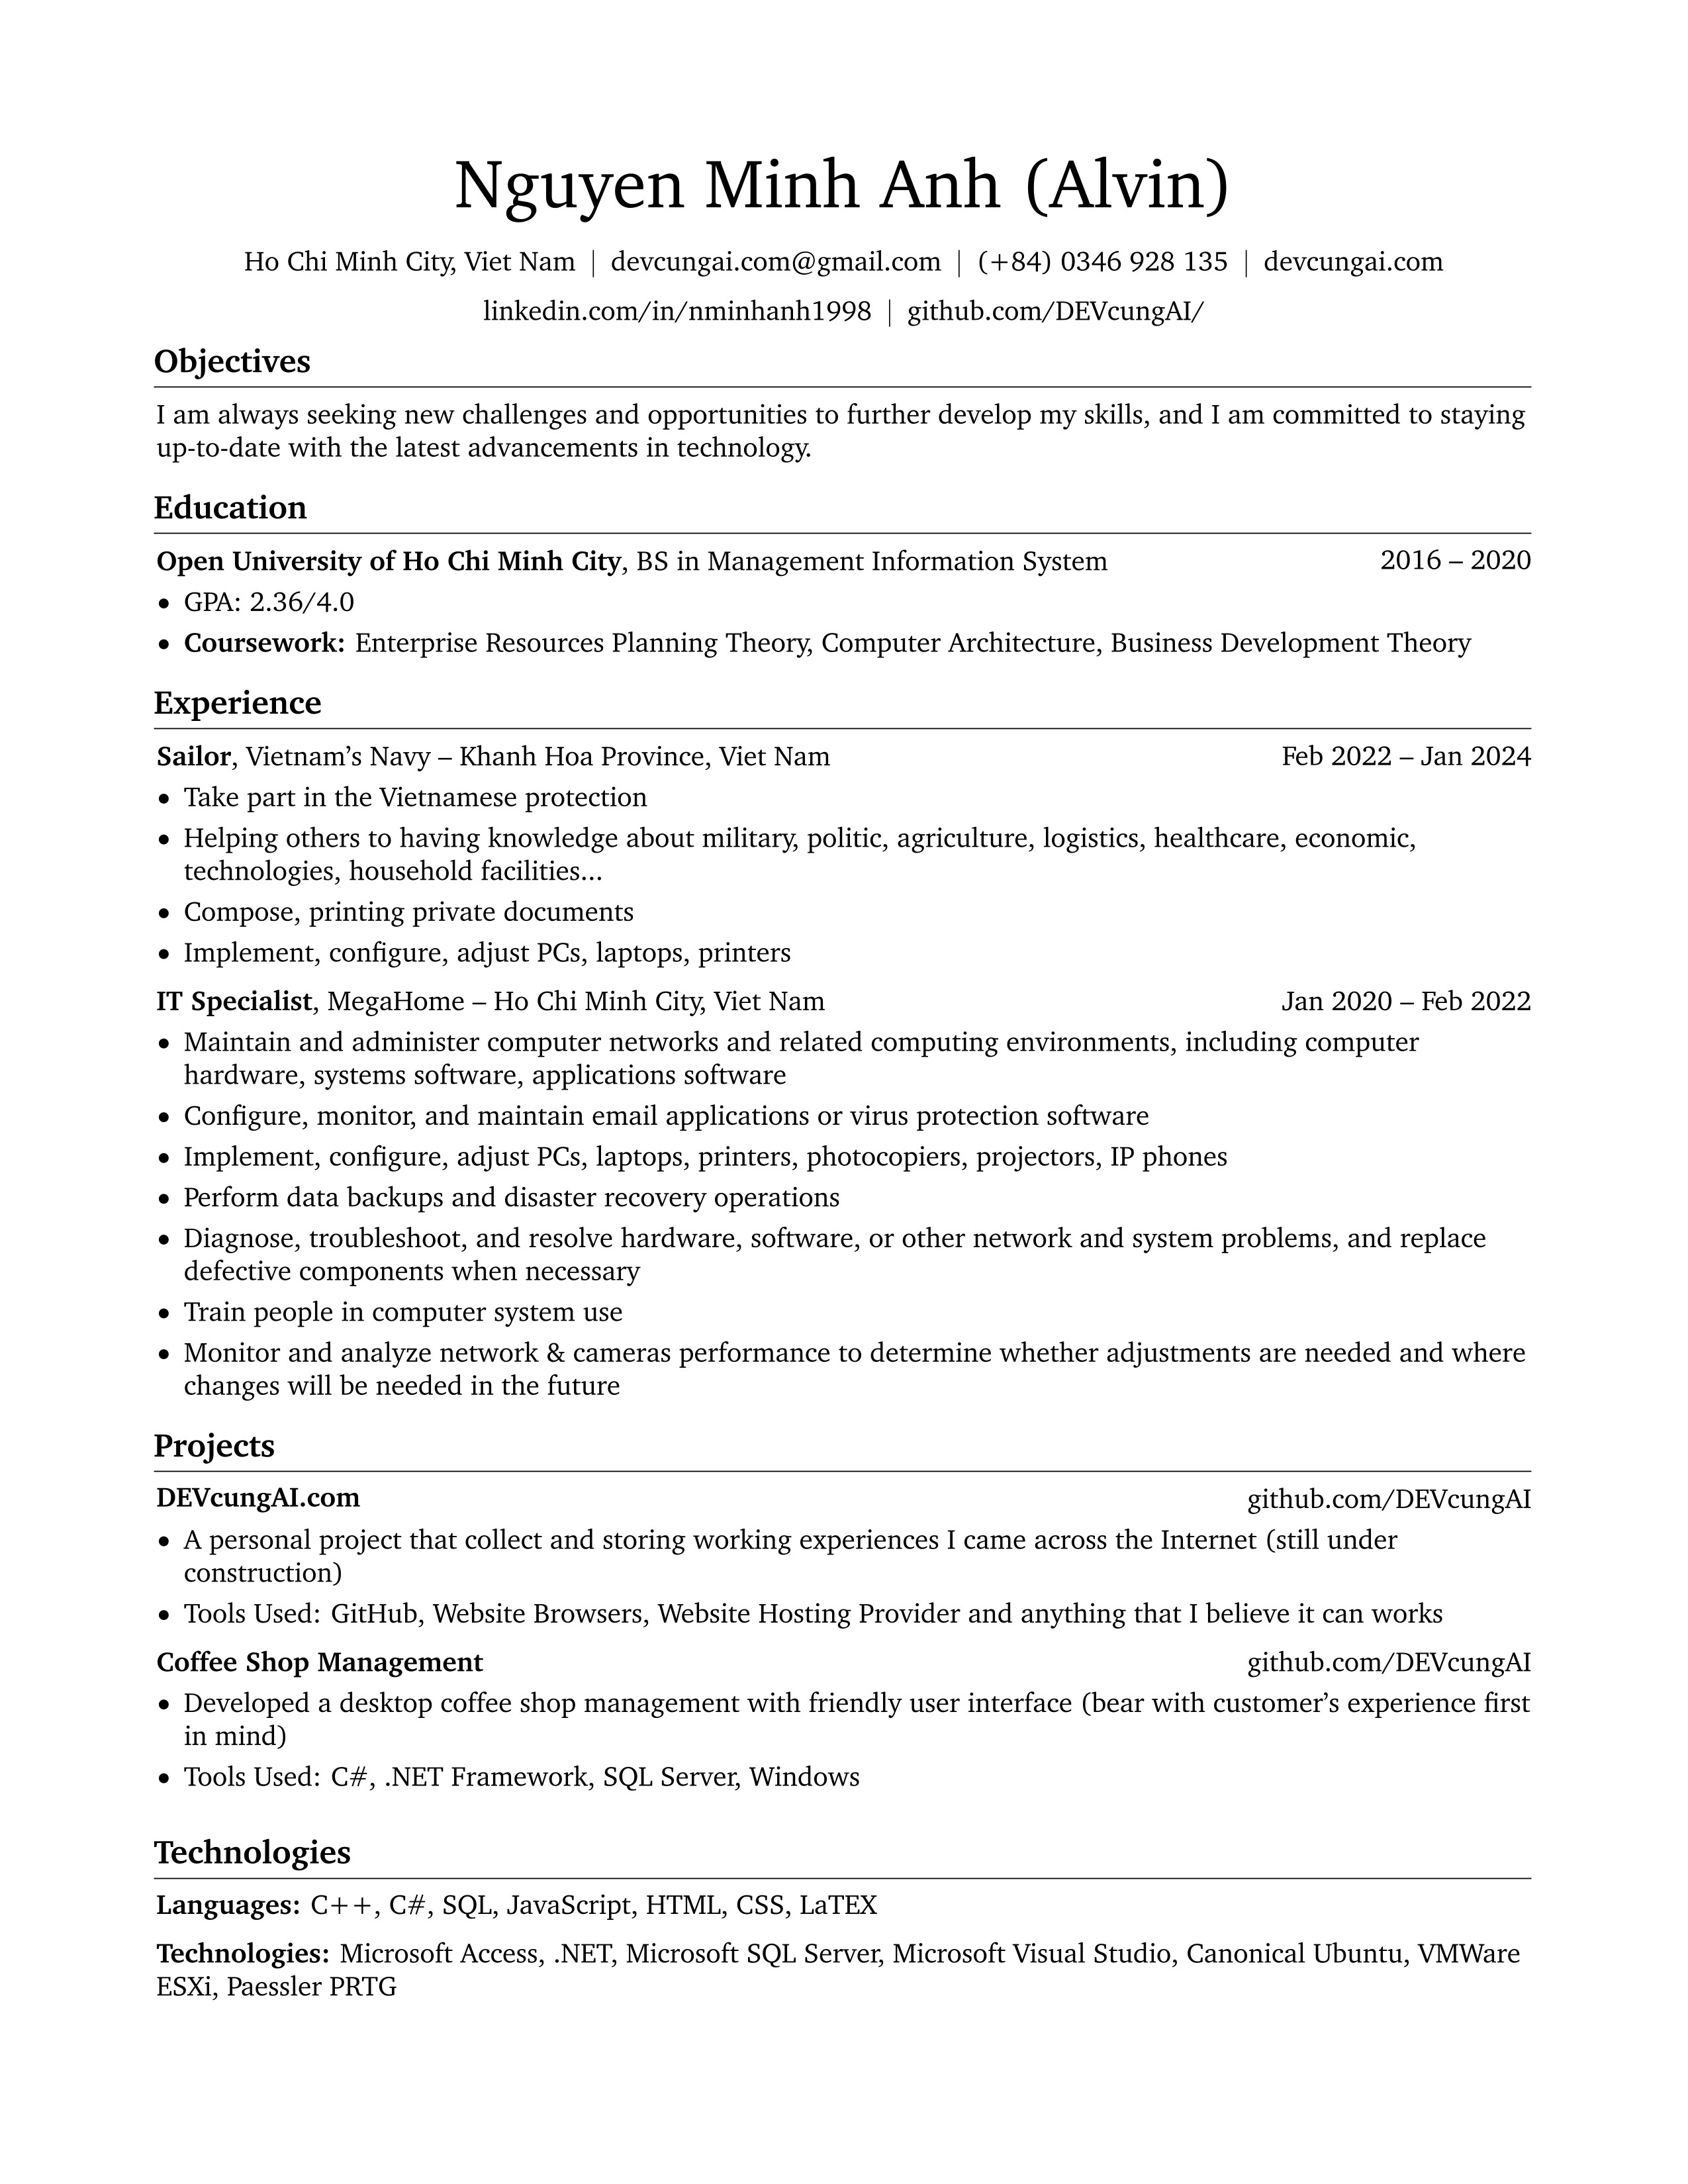 Nguyen Minh Anh (Alvin)
Ho Chi Minh City, Viet Nam | devcungai.com@gmail.com | (+84) 0346 928 135 | devcungai.com
linkedin.com/in/nminhanh1998 | github.com/DEVcungAI/
Objectives
I am always seeking new challenges and opportunities to further develop my skills, and I am committed to staying
up-to-date with the latest advancements in technology.
Education
Open University of Ho Chi Minh City, BS in Management Information System 2016 – 2020
• GPA: 2.36/4.0
• Coursework: Enterprise Resources Planning Theory, Computer Architecture, Business Development Theory
Experience
Sailor, Vietnam’s Navy – Khanh Hoa Province, Viet Nam Feb 2022 – Jan 2024
• Take part in the Vietnamese protection
• Helping others to having knowledge about military, politic, agriculture, logistics, healthcare, economic,
technologies, household facilities...
• Compose, printing private documents
• Implement, configure, adjust PCs, laptops, printers
IT Specialist, MegaHome – Ho Chi Minh City, Viet Nam Jan 2020 – Feb 2022
• Maintain and administer computer networks and related computing environments, including computer
hardware, systems software, applications software
• Configure, monitor, and maintain email applications or virus protection software
• Implement, configure, adjust PCs, laptops, printers, photocopiers, projectors, IP phones
• Perform data backups and disaster recovery operations
• Diagnose, troubleshoot, and resolve hardware, software, or other network and system problems, and replace
defective components when necessary
• Train people in computer system use
• Monitor and analyze network & cameras performance to determine whether adjustments are needed and where
changes will be needed in the future
Projects
DEVcungAI.com github.com/DEVcungAI
• A personal project that collect and storing working experiences I came across the Internet (still under
construction)
• Tools Used: GitHub, Website Browsers, Website Hosting Provider and anything that I believe it can works
Coffee Shop Management github.com/DEVcungAI
• Developed a desktop coffee shop management with friendly user interface (bear with customer’s experience first
in mind)
• Tools Used: C#, .NET Framework, SQL Server, Windows
Technologies
Languages: C++, C#, SQL, JavaScript, HTML, CSS, LaTEX
Technologies: Microsoft Access, .NET, Microsoft SQL Server, Microsoft Visual Studio, Canonical Ubuntu, VMWare
ESXi, Paessler PRTG